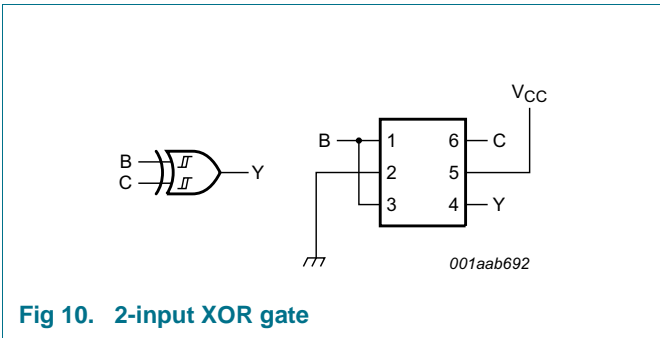 VCC
B
C
Y
B 1 6 C
2 5
3 4 Y
001aab692
Fig 10. 2-input XOR gate